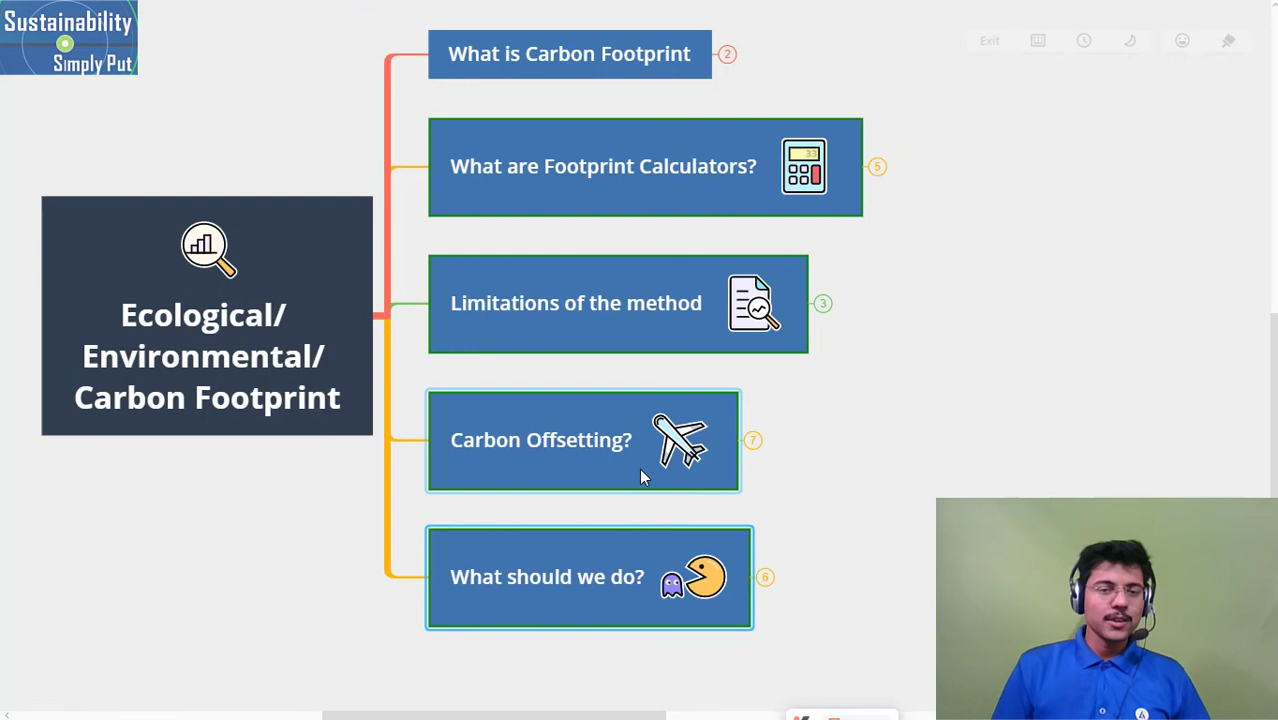 Sustainability
Simply Put
Exit
What is Carbon Footprint
2
What are Footprint Calculators?
33
5
Ecological/
Environmental/
Carbon Footprint
Limitations of the method
3
Carbon Offsetting?
7
What should we do?
6